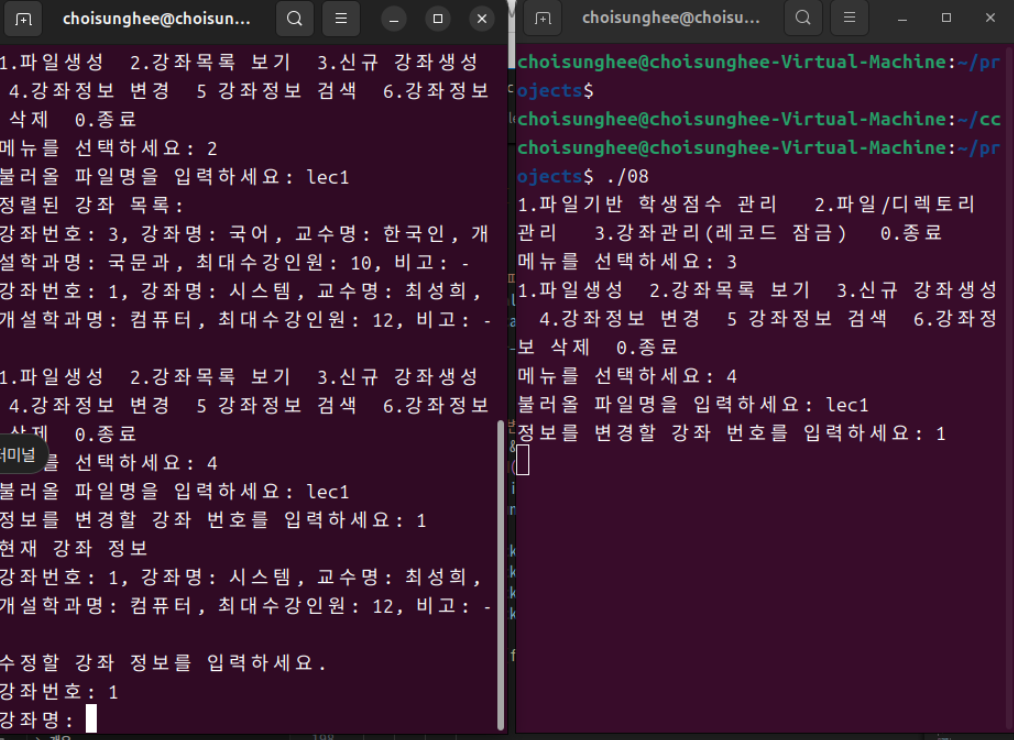 choisunghee@choisun...
1.파일생성 2.강좌목록 보기 3.신규 강좌생성
4.강좌정보 변경 5 강좌정보 검색 6.강좌정보
삭제 0.종료
메뉴를 선택하세요: 2
불러올 파일명을 입력하세요: lec1
정렬된 강좌 목록:
강좌번호: 3, 강좌명: 국어, 교수명: 한국인, 개
설학과명: 국문과, 최대수강인원: 10, 비고: -
강좌번호: 1, 강좌명: 시스템, 교수명: 최성희,
개설학과명: 컴퓨터, 최대수강인원: 12, 비고: -
1.파일생성 2.강좌목록 보기 3.신규 강좌생성
4.강좌정보 변경 5 강좌정보 검색 6.강좌정보
0.종료
를 선택하세요: 4
불러올 파일명을 입력하세요: lec1
정보를 변경할 강좌 번호를 입력하세요: 1
현재 강좌 정보
강좌번호: 1, 강좌명: 시스템, 교수명: 최성희,
개설학과명: 컴퓨터, 최대수강인원: 12, 비고: -
수정할 강좌 정보를 입력하세요.
강좌번호: 1
강좌명:
choisunghee@choisu...
choisunghee@choisunghee-Virtual-Machine:~/pr
ojects$
choisunghee@choisunghee-Virtual-Machine:~/cc
choisunghee@choisunghee-Virtual-Machine:~/pr
ojects$ ./08
1.파일기반 학생점수 관리 2.파일/디렉토리
관리 3.강좌관리(레코드 잠금) 0.종료
메뉴를 선택하세요: 3
1.파일생성 2.강좌목록 보기 3.신규 강좌생성
4.강좌정보 변경 5 강좌정보 검색 6.강좌정
보 삭제 0.종료
메뉴를 선택하세요: 4
불러올 파일명을 입력하세요: lec1
정보를 변경할 강좌 번호를 입력하세요: 1